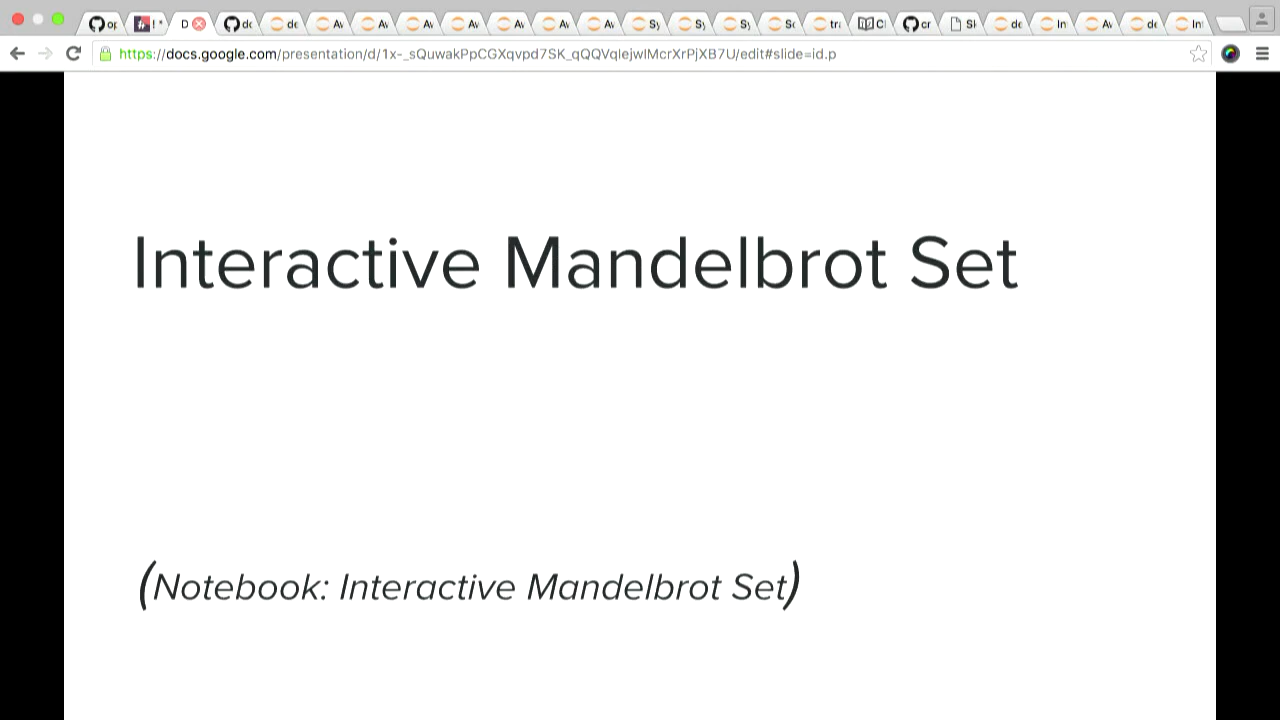 https://docs.google.com/presentation/d/1x-_sQuwakPpCGXqvpd7SK_qQQVqIejwIMcrXrPjXB7U/edit#slide=id.p
Interactive Mandelbrot Set
(Notebook: Interactive Mandelbrot Set)